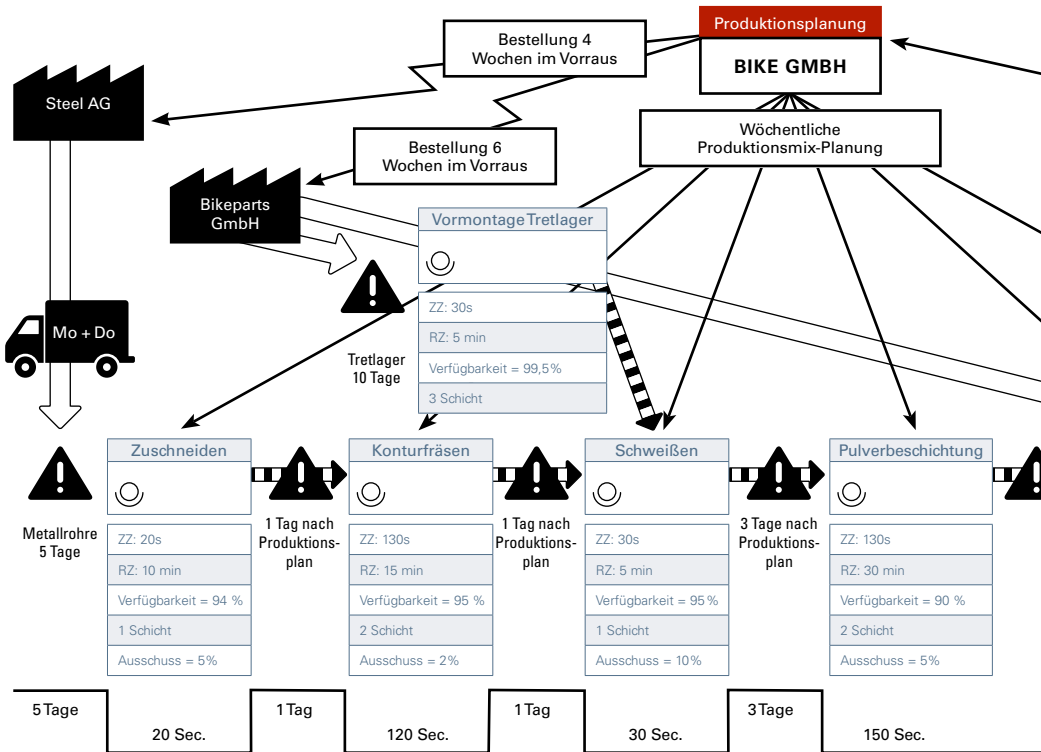 Produktionsplanung
BIKE GMBH
Bestellung 4
Wochen im Vorraus
Steel AG
Bestellung 6
Wochen im Vorraus
Wöchentliche
Produktionsmix-Planung
Bikeparts
GmbH
Vormontage Tretlager
ZZ: 30s
RZ: 5 min
Verfügbarkeit = 99,5%
3 Schicht
Mo + Do
Tretlager
10 Tage
Metallrohre
5 Tage
Zuschneiden
ZZ: 20s
RZ: 10 min
Verfügbarkeit = 94 %
1 Schicht
Ausschuss = 5%
1 Tag nach
Produktions-
plan
Konturfräsen
ZZ: 130s
RZ: 15 min
Verfügbarkeit = 95 %
2 Schicht
Ausschuss = 2%
1 Tag nach
Produktions-
plan
Schweißen
ZZ: 30s
RZ: 5 min
Verfügbarkeit = 95%
1 Schicht
Ausschuss = 10%
3 Tage nach
Produktions-
plan
Pulverbeschichtung
ZZ: 130s
RZ: 30 min
Verfügbarkeit = 90 %
2 Schicht
Ausschuss = 5%
5 Tage
20 Sec.
1 Tag
120 Sec.
1 Tag
30 Sec.
3 Tage
150 Sec.